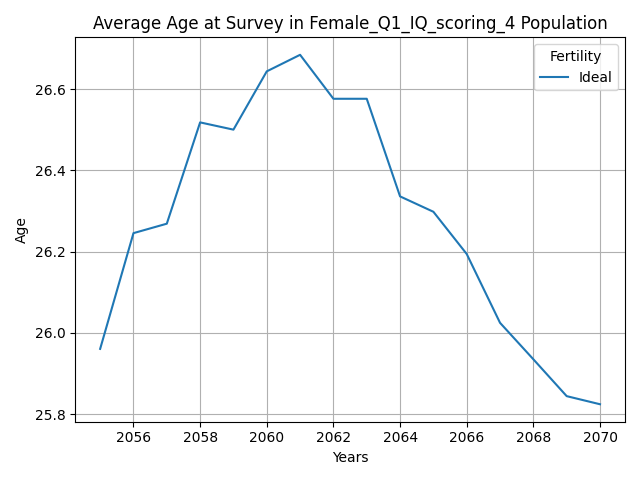 Average Age at Survey in Female_Q1_IQ_scoring_4 Population
Fertility
Ideal
26.6
26.4
26.2
26.0
25.8
Age
2056 2058 2060 2062 2064 2066 2068 2070
Years